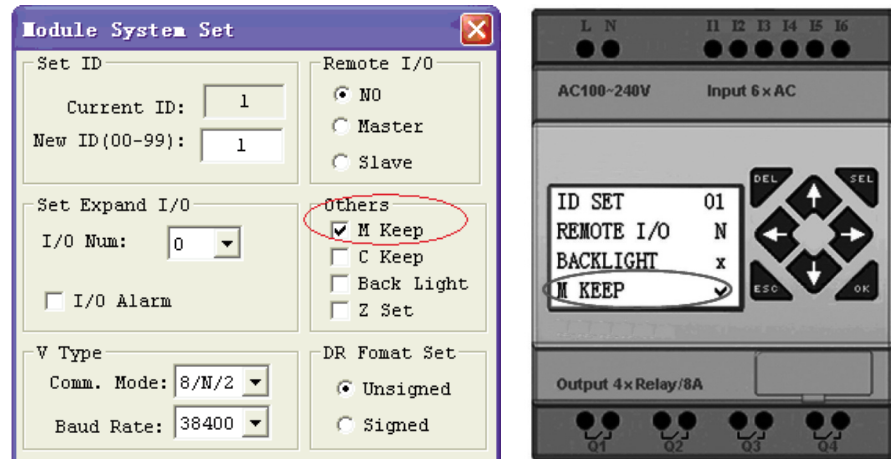 Module System Set
Set ID
Current ID: 1
New ID(00-99): 1
Remote I/O
NO
Master
Slave
Set Expand I/O
I/O Num: 0
I/O Alarm
Others
M Keep
C Keep
Back Light
Z Set
V Type
Comm. Mode: 8/N/2
Baud Rate: 38400
DR Fomat Set
Unsigned
Signed
L N I1 I2 I3 I4 I5 I6
AC100~240V Input 6×AC
ID SET 01
REMOTE I/O N
BACKLIGHT x
M KEEP ✓
DEL SEL
ESC OK
Output 4×Relay/8A
Q1 Q2 Q3 Q4